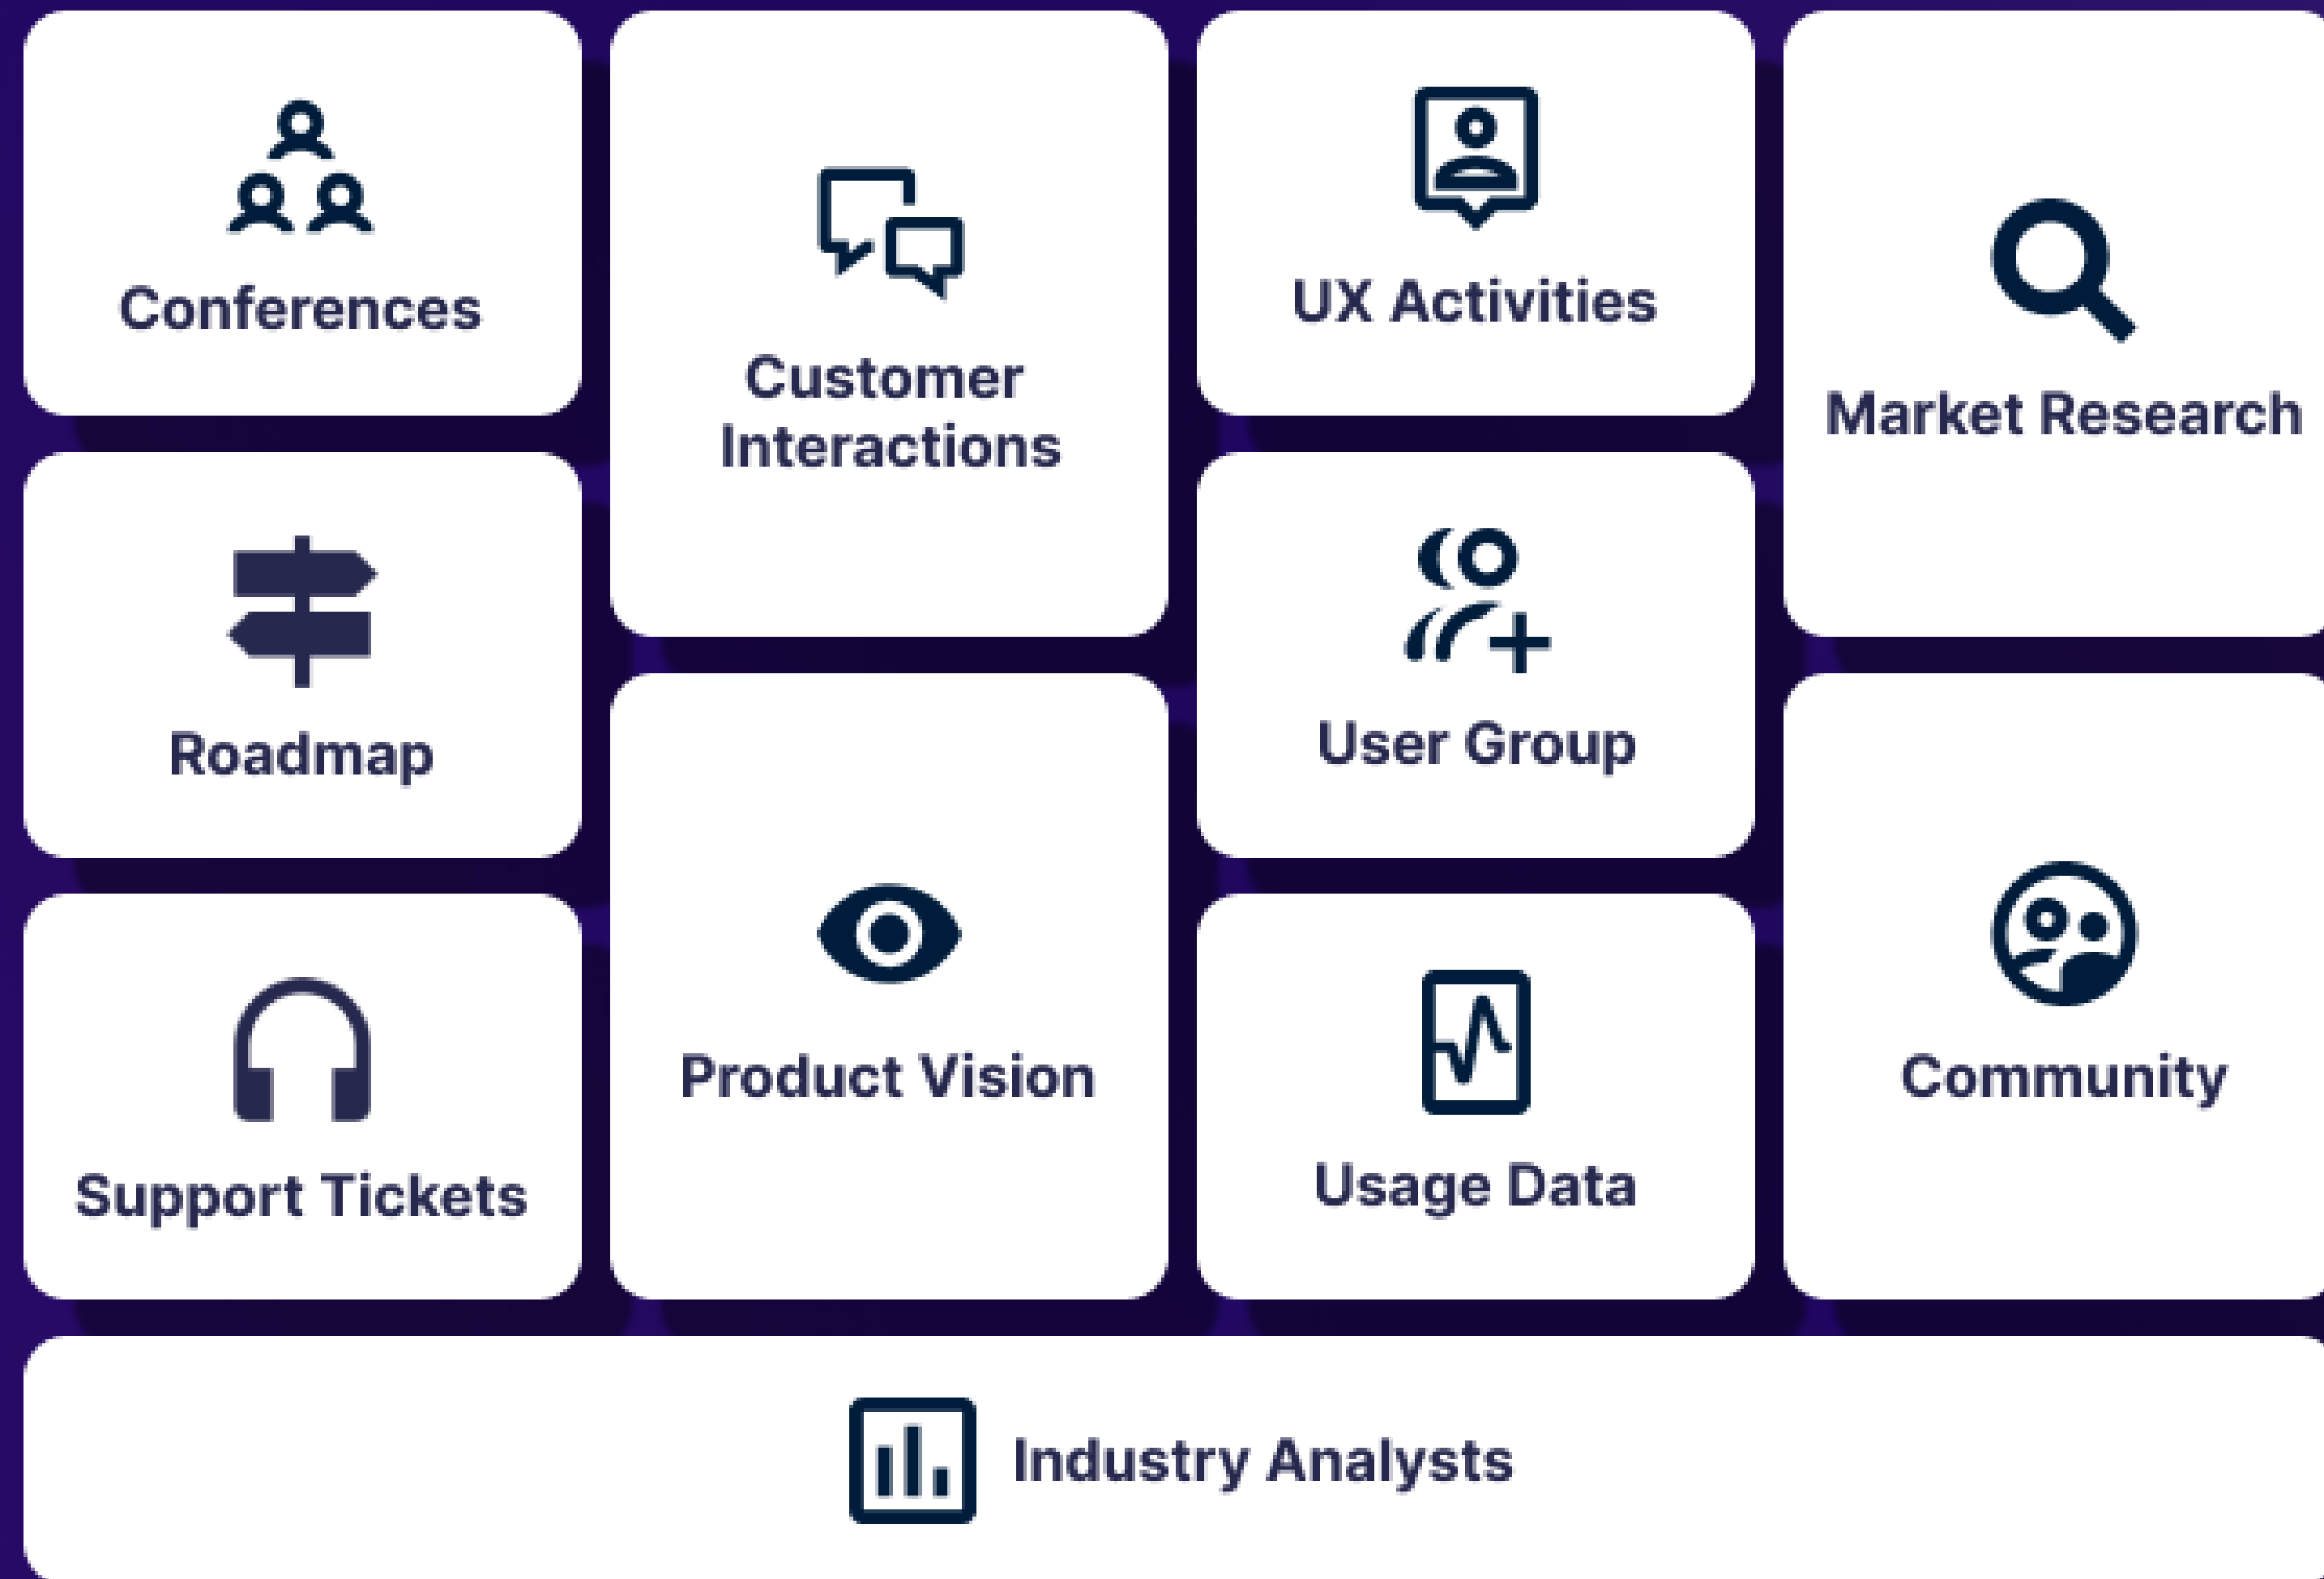 Conferences
Customer
Interactions
UX Activities
Market Research
Roadmap
User Group
Support Tickets
Product Vision
Usage Data
Community
Industry Analysts